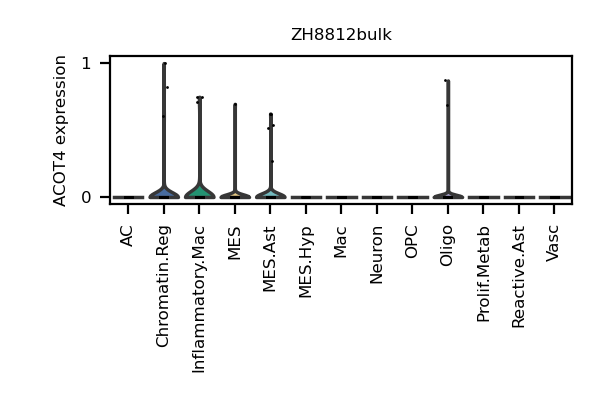 ZH8812bulk
ACOT4 expression
1
0
AC
Chromatin.Reg
Inflammatory.Mac
MES
MES.Ast
MES.Hyp
Mac
Neuron
OPC
Oligo
Prolif.Metab
Reactive.Ast
Vasc